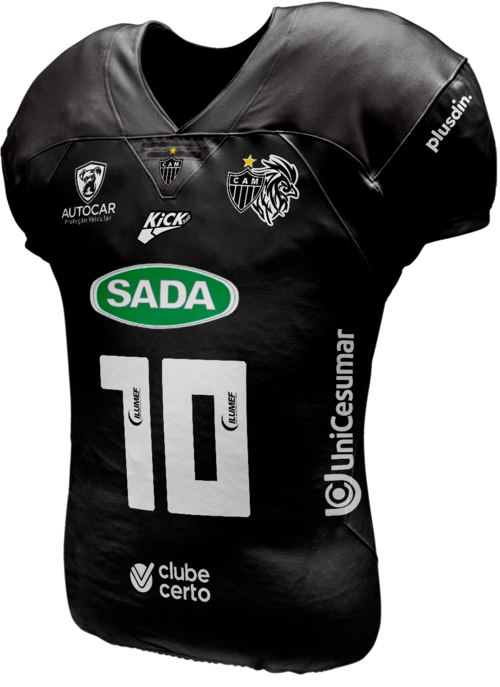 plusdin.
CAM
CAM
AUTOCAR
Proteção Veicular
KiCK
SADA
10
ILUMEF
ILUMEF
UniCesumar
clube
certo